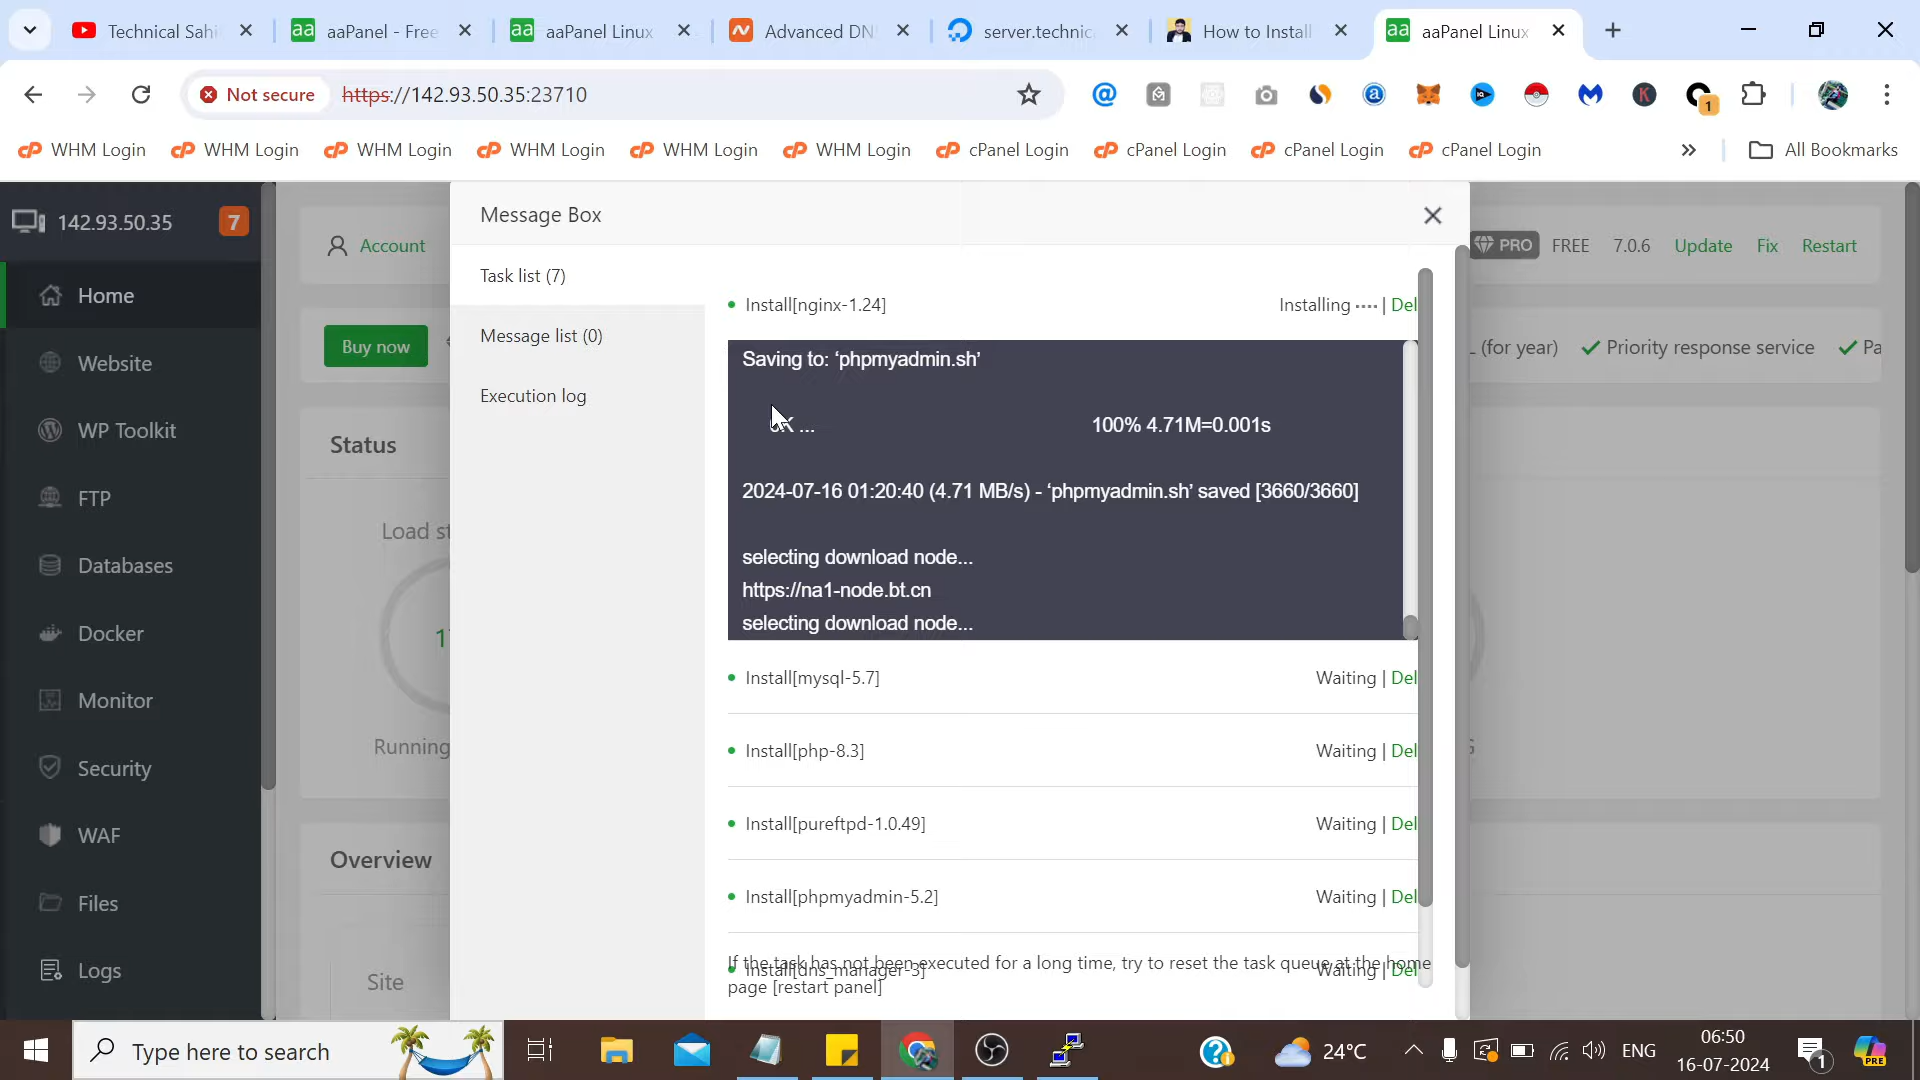 Technical Sahi
aaPanel - Free
aaPanel Linux
Advanced DN
server.technic
How to Install
aaPanel Linux
Not secure
https://142.93.50.35:23710
1
WHM Login
WHM Login
WHM Login
WHM Login
WHM Login
WHM Login
cPanel Login
cPanel Login
cPanel Login
cPanel Login
All Bookmarks
142.93.50.35
7
Home
Website
WP Toolkit
FTP
Databases
Docker
Monitor
Security
WAF
Files
Logs
Account
PRO
FREE
7.0.6
Update
Fix
Restart
Buy now
(for year)
Priority response service
Pa
Status
Load st
Running
Overview
Site
Message Box
Task list (7)
Message list (0)
Execution log
Install[nginx-1.24]
Installing ···· | Del
Saving to: ‘phpmyadmin.sh’
100% 4.71M=0.001s
2024-07-16 01:20:40 (4.71 MB/s) - ‘phpmyadmin.sh’ saved [3660/3660]
selecting download node...
https://na1-node.bt.cn
selecting download node...
Install[mysql-5.7]
Waiting | Del
Install[php-8.3]
Waiting | Del
Install[pureftpd-1.0.49]
Waiting | Del
Install[phpmyadmin-5.2]
Waiting | Del
Install[dns_manager-3]
Waiting | Del
If the task has not been executed for a long time, try to reset the task queue at the home
page [restart panel]
Type here to search
24°C
ENG
06:50
16-07-2024
1
PRE